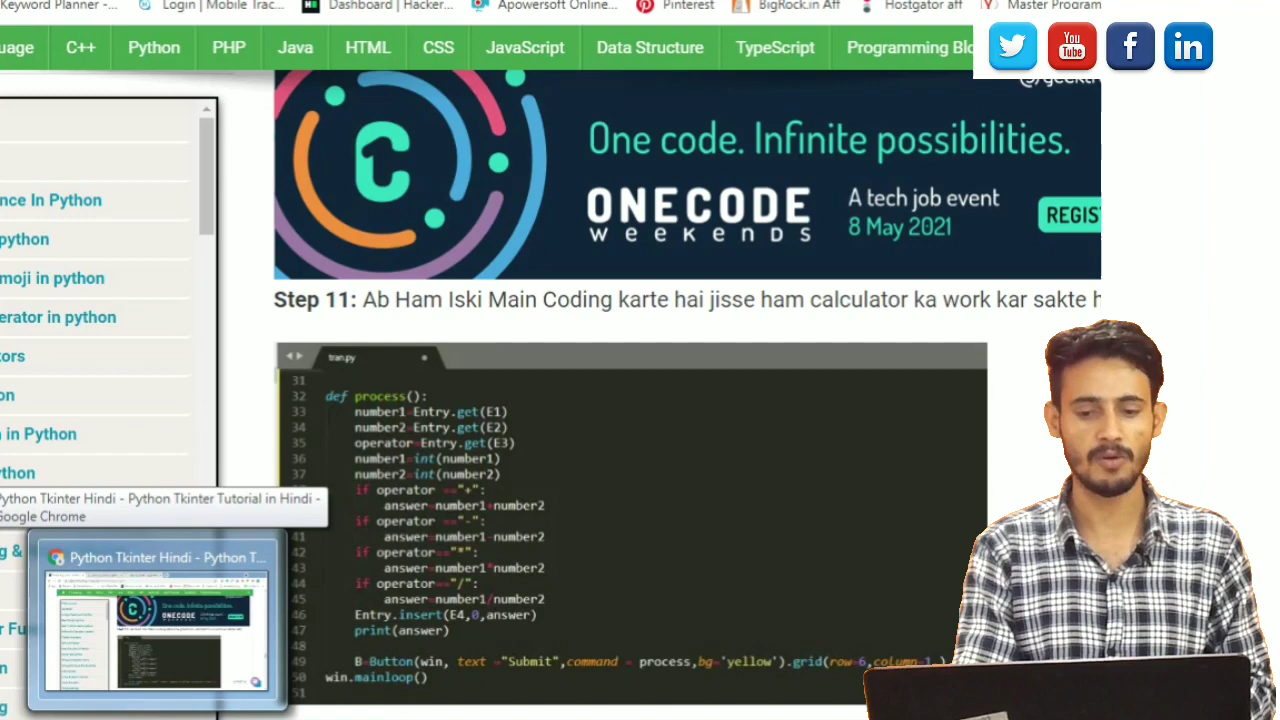 Keyword Planner -...
Login | Mobile Trac...
Dashboard | Hacker...
Apowersoft Online...
Pinterest
BigRock.in Aff
Hostgator aff
Master Program
uage
C++
Python
PHP
Java
HTML
CSS
JavaScript
Data Structure
TypeScript
Programming Blo
You
Tube
f
in
One code. Infinite possibilities.
ONECODE
weekends
A tech job event
8 May 2021
REGIS
nce In Python
python
moji in python
erator in python
tors
on
n in Python
ython
Step 11: Ab Ham Iski Main Coding karte hai jisse ham calculator ka work kar sakte h
tran.py
31
32 def process():
33 number1=Entry.get(E1)
34 number2=Entry.get(E2)
35 operator=Entry.get(E3)
36 number1=int(number1)
37 number2=int(number2)
if operator =="+":
answer=number1+number2
if operator =="-":
41 answer=number1-number2
42 if operator=="*":
43 answer=number1*number2
44 if operator=="/":
45 answer=number1/number2
46 Entry.insert(E4,0,answer)
47 print(answer)
48
49 B=Button(win, text ="Submit",command = process,bg='yellow').grid(row=6,column=1,)
50 win.mainloop()
51
Python Tkinter Hindi - Python Tkinter Tutorial in Hindi -
Google Chrome
g &
Python Tkinter Hindi - Python T...
r Fu
n
g